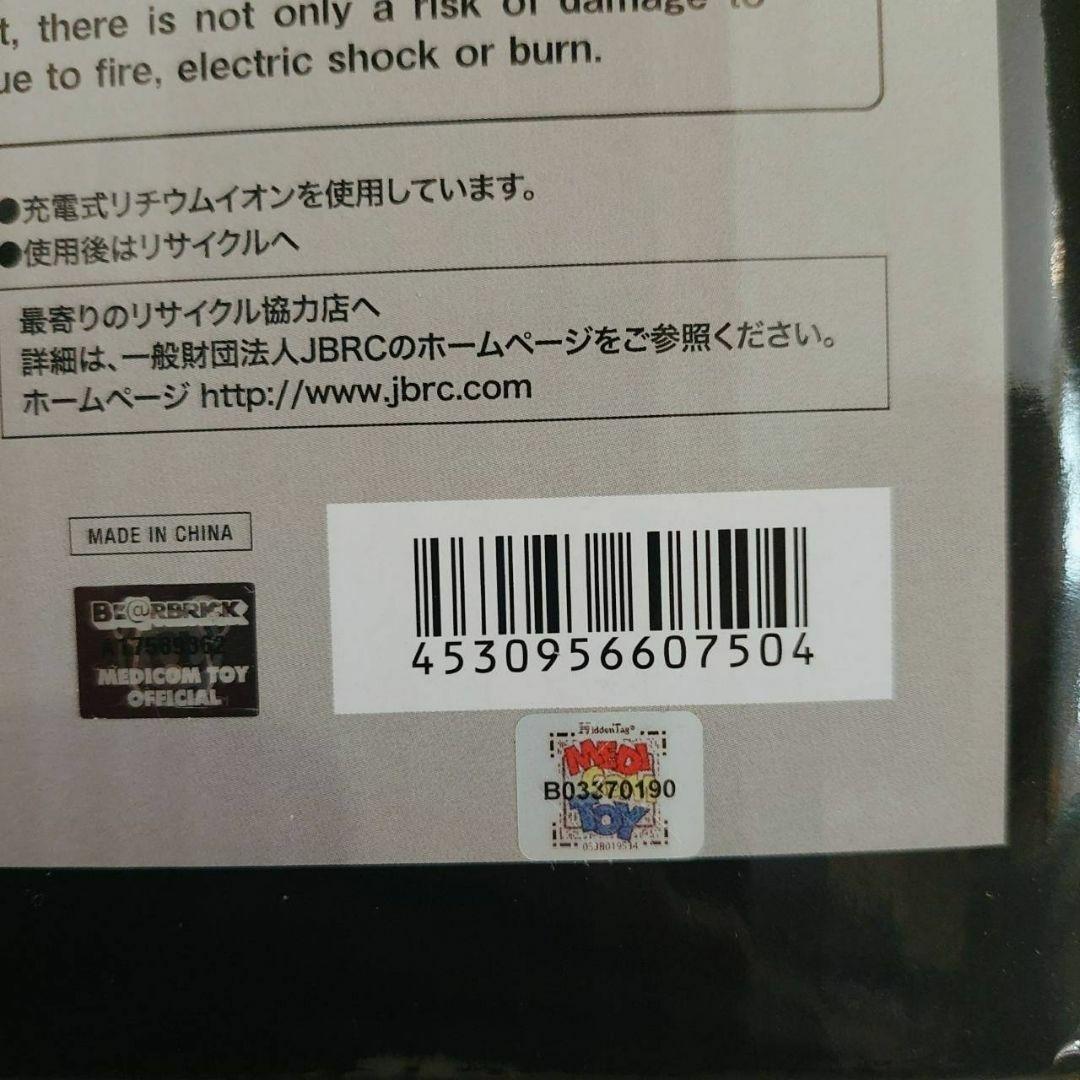 t, there is not only a risk of damage to
ue to fire, electric shock or burn.
●充電式リチウムイオンを使用しています。
●使用後はリサイクルへ
最寄りのリサイクル協力店へ
詳細は、一般財団法人JBRCのホームページをご参照ください。
ホームページ http://www.jbrc.com
MADE IN CHINA
BE@RBRICK
MEDICOM TOY
OFFICIAL
4530956607504
HiddenTag®
MEDI
COM
TOY
B03370190